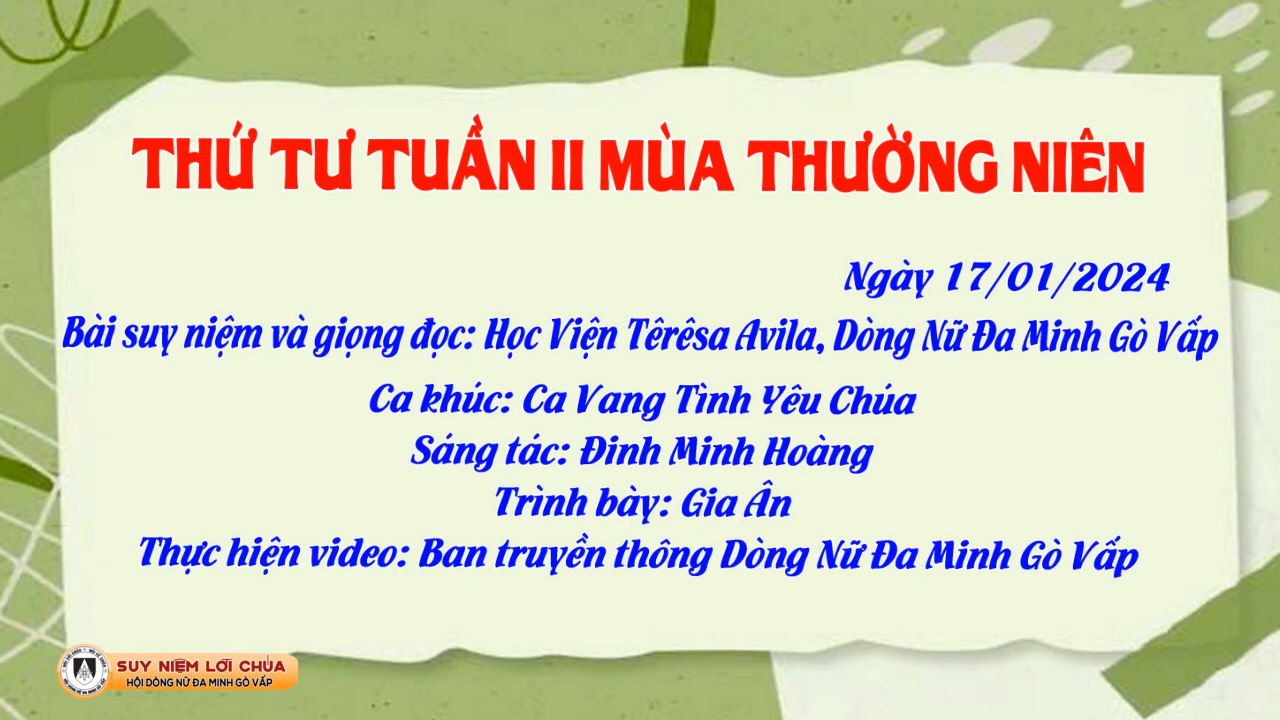 THỨ TƯ TUẦN II MÙA THƯỜNG NIÊN
Ngày 17/01/2024
Bài suy niệm và giọng đọc: Học Viện Têrêsa Avila, Dòng Nữ Đa Minh Gò Vấp
Ca khúc: Ca Vang Tình Yêu Chúa
Sáng tác: Đinh Minh Hoàng
Trình bày: Gia Ân
Thực hiện video: Ban truyền thông Dòng Nữ Đa Minh Gò Vấp
SUY NIỆM LỜI CHÚA
HỘI DÒNG NỮ ĐA MINH GÒ VẤP